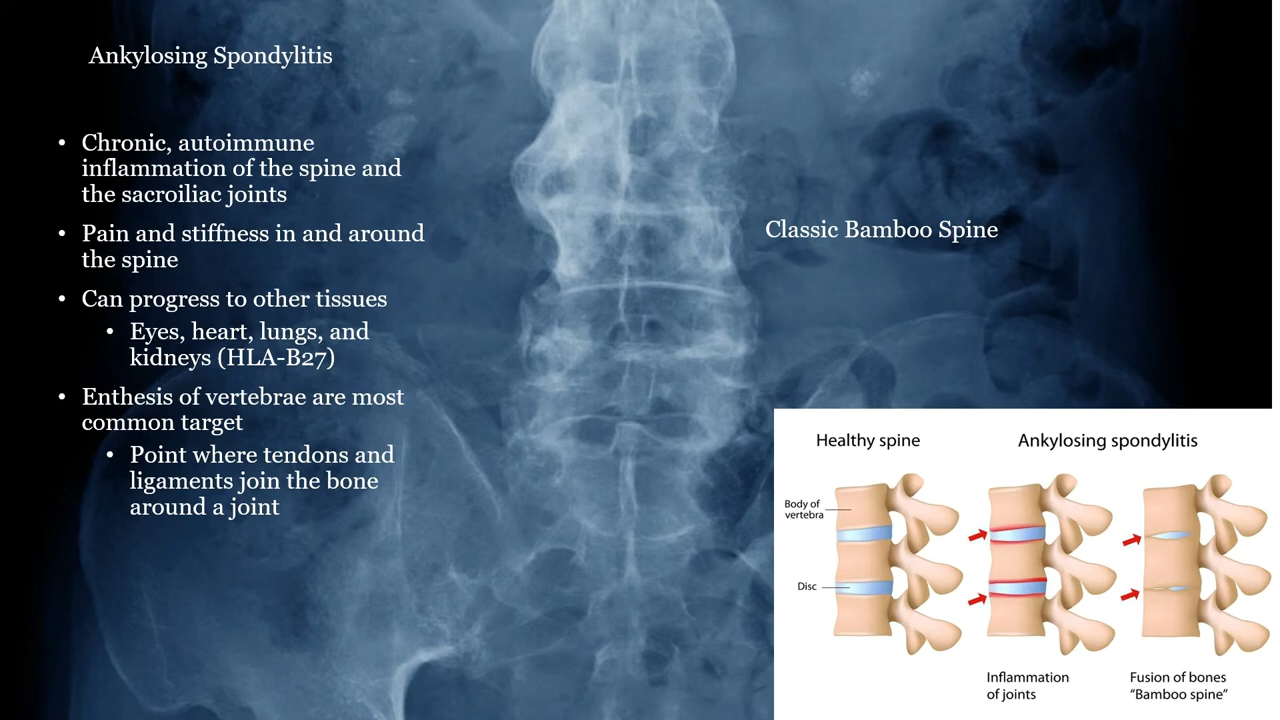 Ankylosing Spondylitis
• Chronic, autoimmune
inflammation of the spine and
the sacroiliac joints
• Pain and stiffness in and around
the spine
• Can progress to other tissues
• Eyes, heart, lungs, and
kidneys (HLA-B27)
• Enthesis of vertebrae are most
common target
• Point where tendons and
ligaments join the bone
around a joint
Classic Bamboo Spine
Healthy spine
Ankylosing spondylitis
Body of
vertebra
Disc
Inflammation
of joints
Fusion of bones
“Bamboo spine”